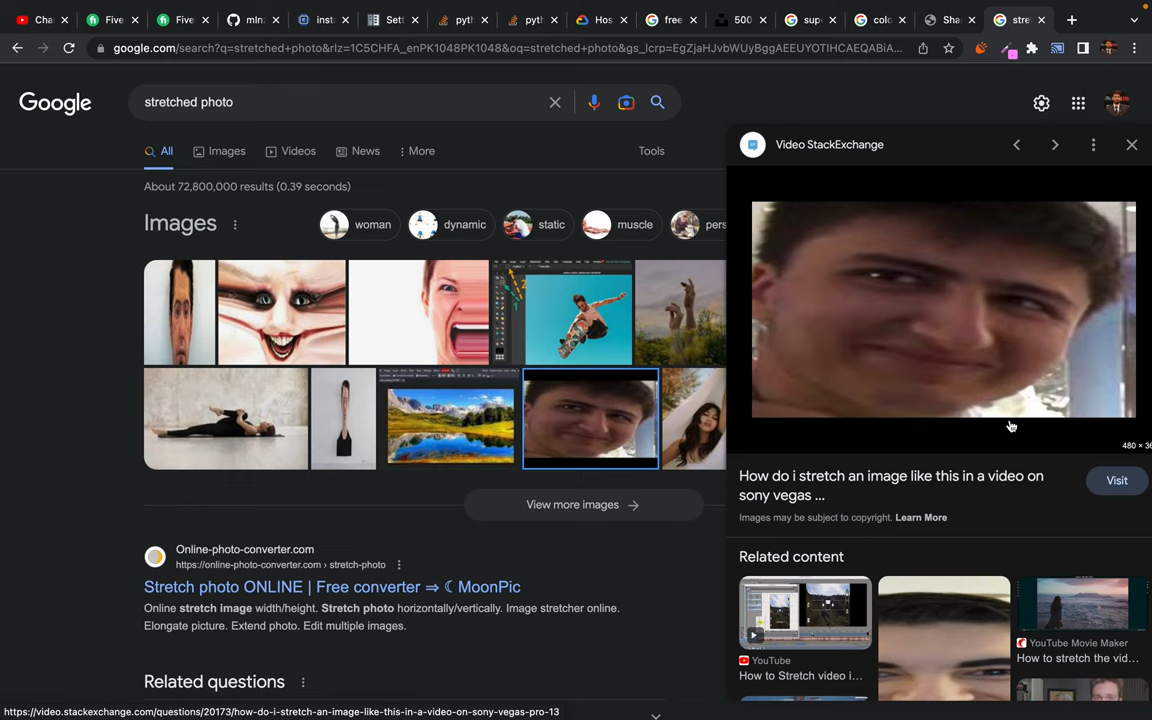 Cha
Five
Five
GitHub
insta
Sett
pyth
pyth
Hos
free
500
supe
colo
Shar
stre
google.com/search?q=stretched+photo&rlz=1C5CHFA_enPK1048PK1048&oq=stretched+photo&gs_lcrp=EgZjaHJvbWUyBggAEEUYOTIHCAEQABiA...
Google
stretched photo
All
Images
Videos
News
More
Tools
About 72,800,000 results (0.39 seconds)
Images
woman
dynamic
static
muscle
pers
View more images
Online-photo-converter.com
https://online-photo-converter.com › stretch-photo
Stretch photo ONLINE | Free converter ⇒ ☾ MoonPic
Online stretch image width/height. Stretch photo horizontally/vertically. Image stretcher online.
Elongate picture. Extend photo. Edit multiple images.
Related questions
Video StackExchange
480 × 36
How do i stretch an image like this in a video on
sony vegas ...
Visit
Images may be subject to copyright. Learn More
Related content
YouTube
How to Stretch video i...
YouTube Movie Maker
How to stretch the vid...
https://video.stackexchange.com/questions/20173/how-do-i-stretch-an-image-like-this-in-a-video-on-sony-vegas-pro-13